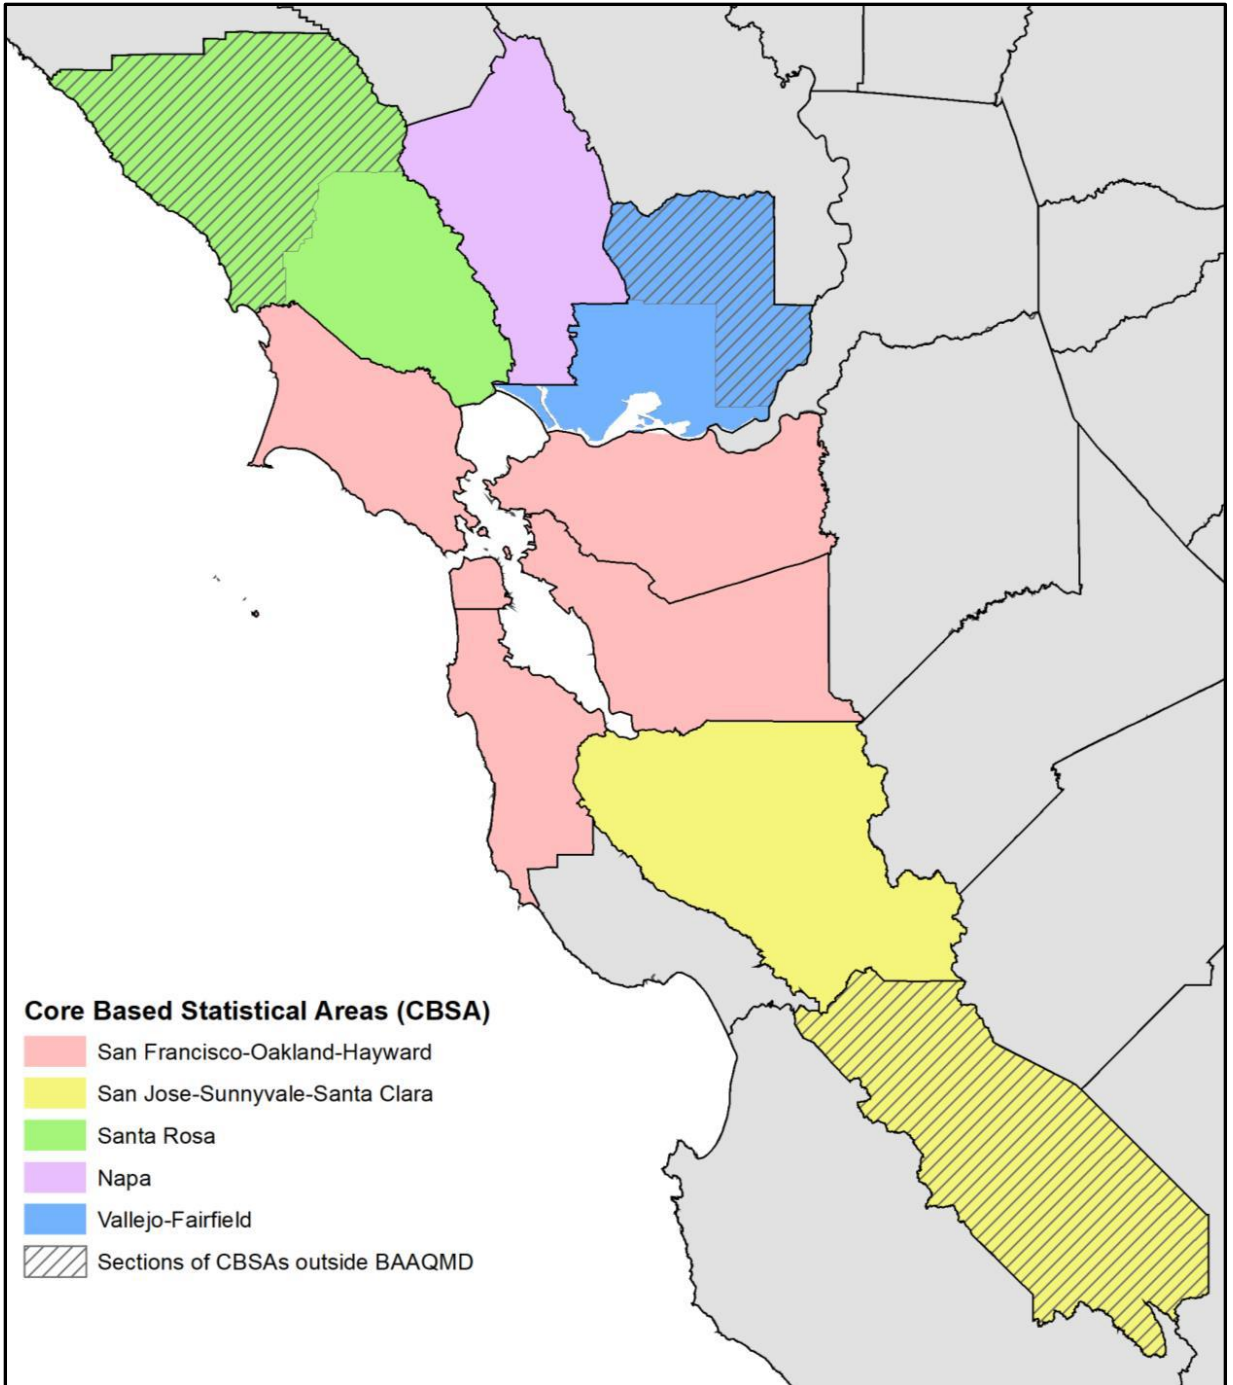 Core Based Statistical Areas (CBSA)
San Francisco-Oakland-Hayward
San Jose-Sunnyvale-Santa Clara
Santa Rosa
Napa
Vallejo-Fairfield
Sections of CBSAs outside BAAQMD